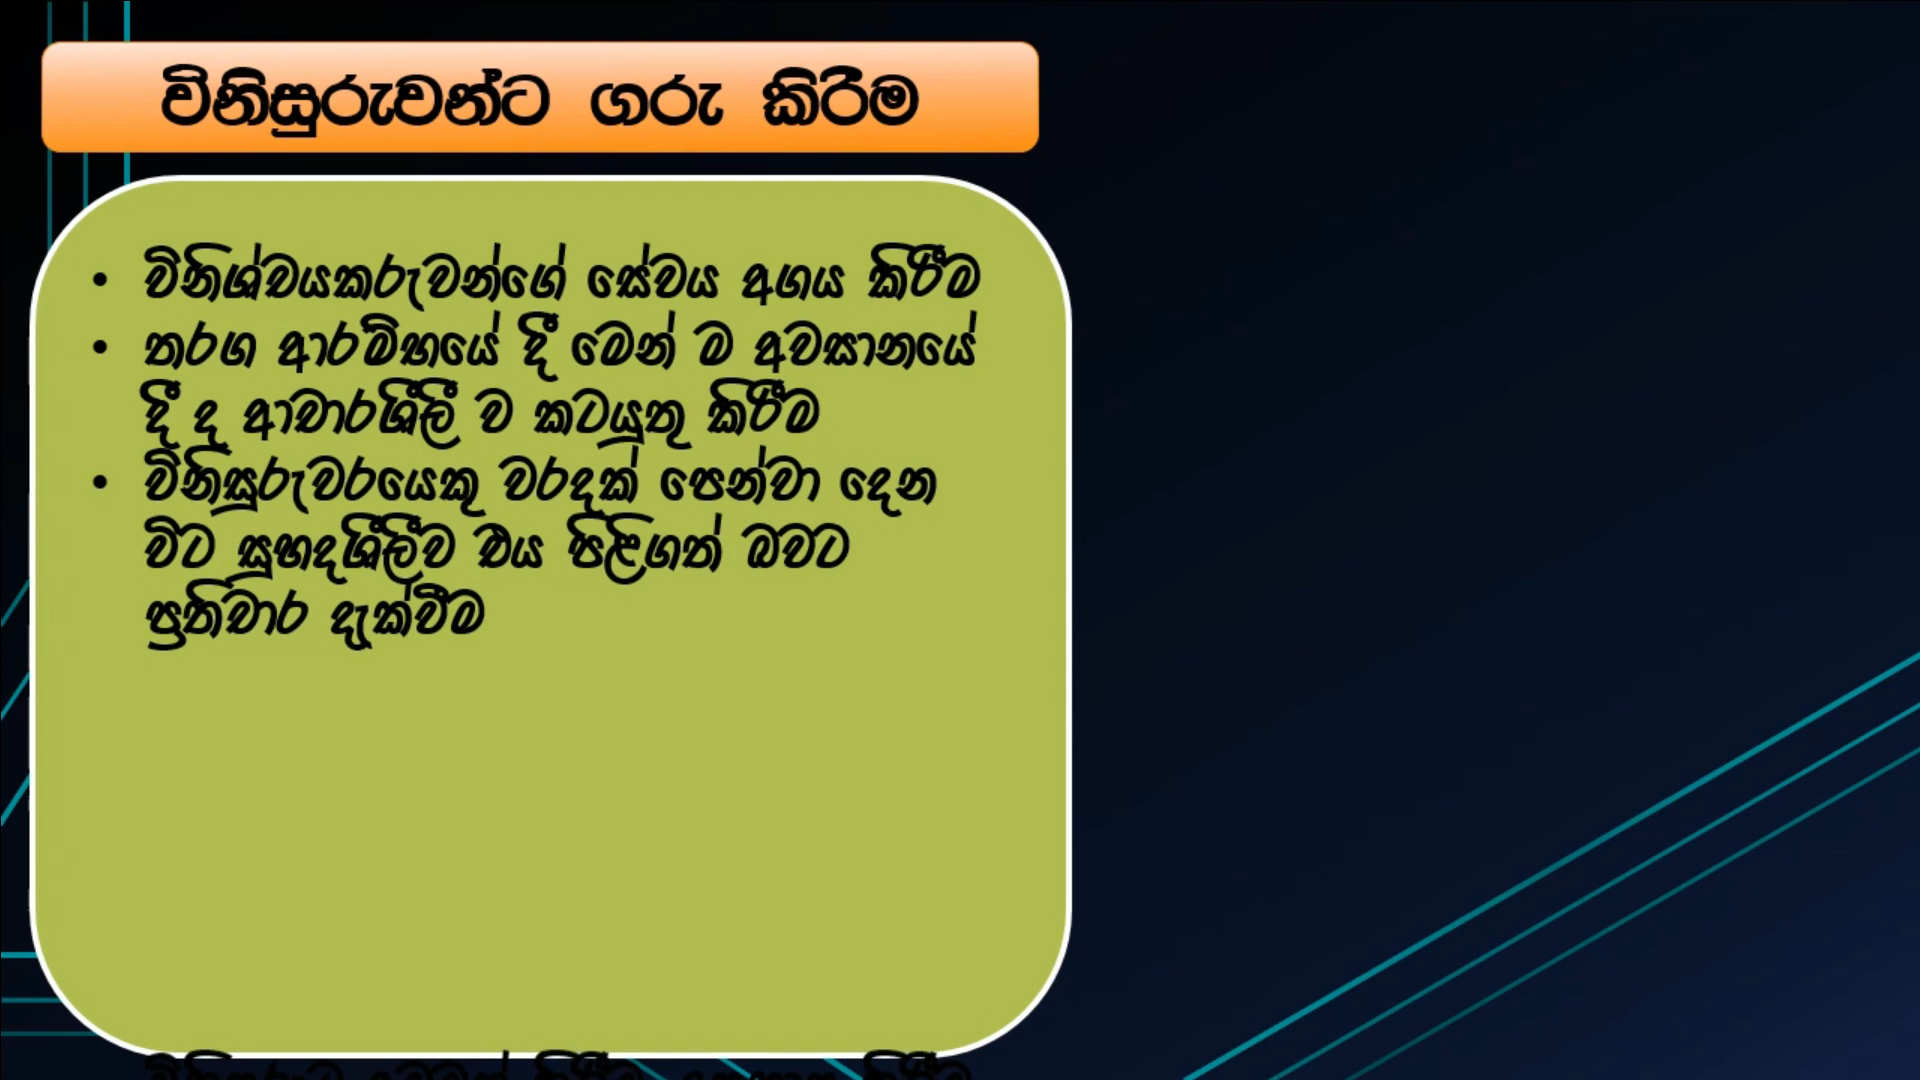 විනිසුරුවන්ට ගරු කිරීම
• විනිශ්චයකරුවන්ගේ සේවය අගය කිරීම
• තරග ආරම්භයේ දී මෙන් ම අවසානයේ
දී ද ආචාරශීලී ව කටයුතු කිරීම
• විනිසුරුවරයෙකු වරදක් පෙන්වා දෙන
විට සුහදශීලීව එය පිළිගත් බවට
ප්‍රතිචාර දැක්වීම